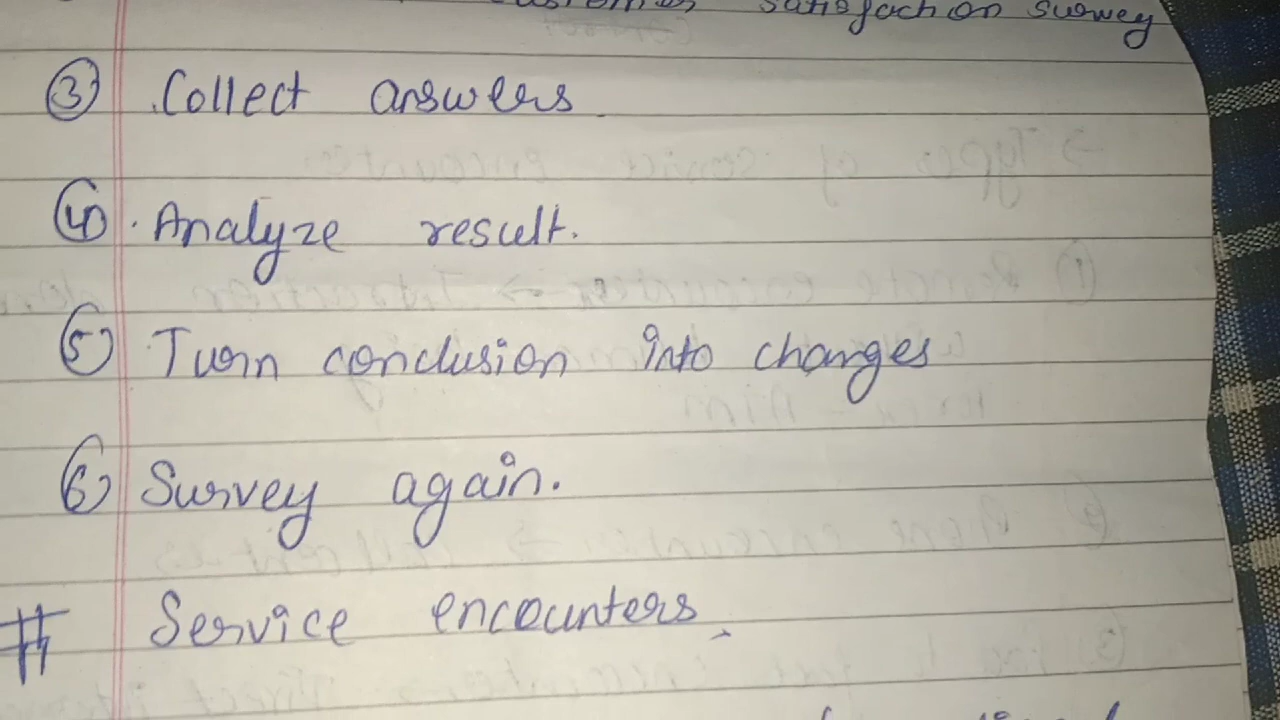 satisfaction survey
③ Collect answers
④ Analyze result.
⑤ Turn conclusion into changes
⑥ Survey again.
# Service encounters